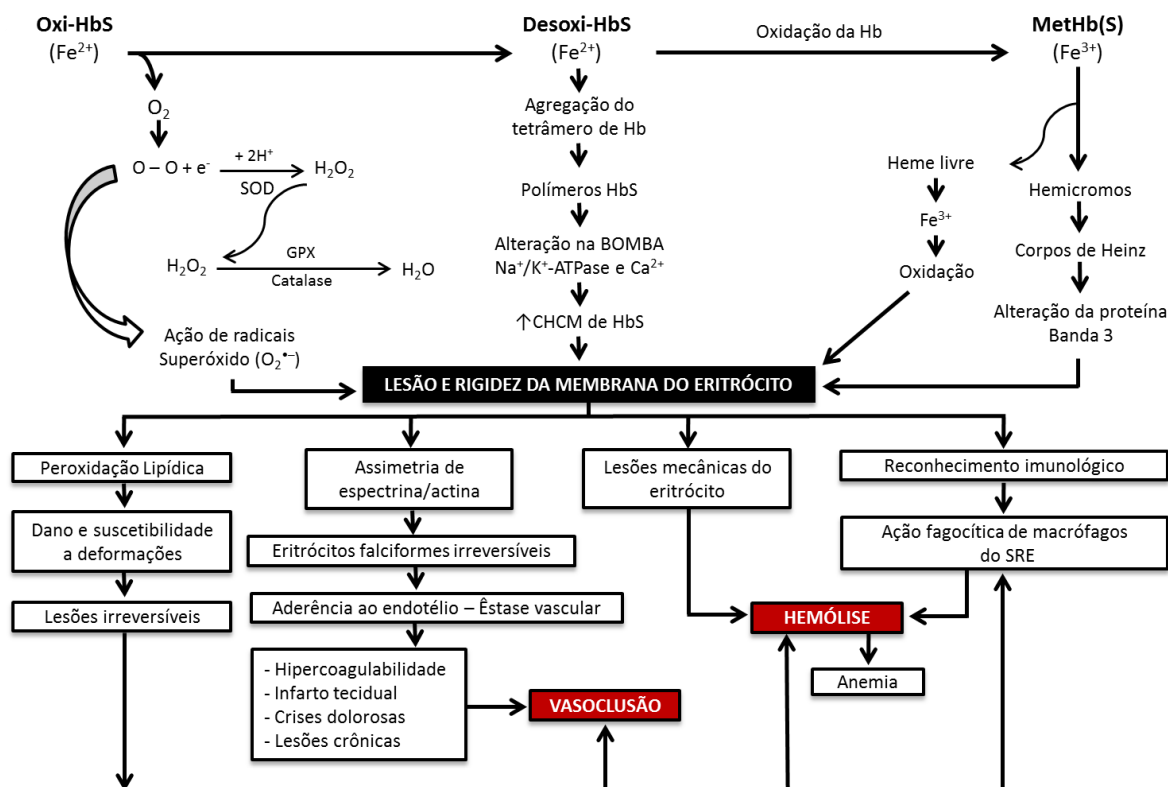 Oxi-HbS
(Fe²⁺)
Desoxi-HbS
(Fe²⁺)
Oxidação da Hb
MetHb(S)
(Fe³⁺)
O₂
O – O + e⁻
+ 2H⁺
SOD
H₂O₂
H₂O₂
GPX
Catalase
H₂O
Ação de radicais
Superóxido (O₂•⁻)
Agregação do
tetrâmero de Hb
Polímeros HbS
Alteração na BOMBA
Na⁺/K⁺-ATPase e Ca²⁺
↑CHCM de HbS
Heme livre
Fe³⁺
Oxidação
Hemicromos
Corpos de Heinz
Alteração da proteína
Banda 3
LESÃO E RIGIDEZ DA MEMBRANA DO ERITRÓCITO
Peroxidação Lipídica
Dano e suscetibilidade
a deformações
Lesões irreversíveis
Assimetria de
espectrina/actina
Eritrócitos falciformes irreversíveis
Aderência ao endotélio – Êstase vascular
- Hipercoagulabilidade
- Infarto tecidual
- Crises dolorosas
- Lesões crônicas
VASOCLUSÃO
Lesões mecânicas do
eritrócito
Reconhecimento imunológico
Ação fagocítica de macrófagos
do SRE
HEMÓLISE
Anemia